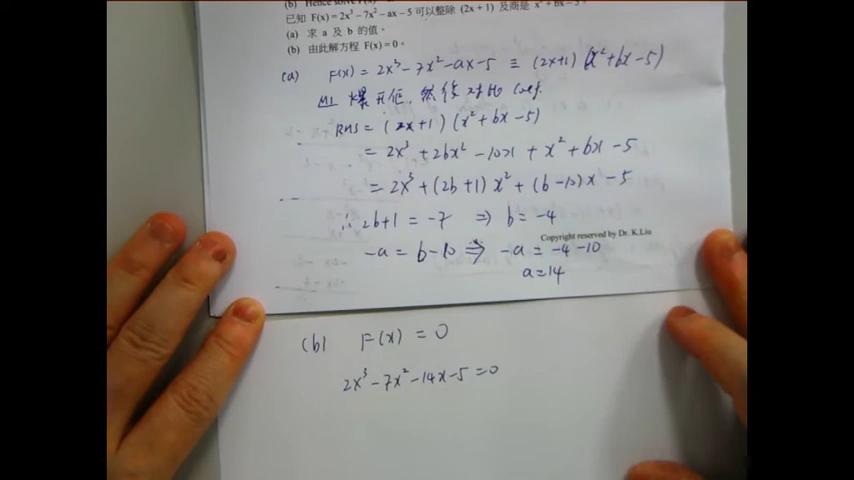 (b) Hence solve F(x)
已知 F(x) = 2x³ − 7x² − ax − 5 可以整除 (2x + 1) 及商是 x² + bx − 5。
(a) 求 a 及 b 的值。
(b) 由此解方程 F(x) = 0。
(a) F(x) = 2x³ − 7x² − ax − 5 ≡ (2x+1) (x² + bx − 5)
M1 爆開佢, 然後對比 Coef.
RHS = (2x+1) (x² + bx − 5)
= 2x³ + 2bx² − 10x + x² + bx − 5
= 2x³ + (2b+1) x² + (b−10) x − 5
∴ 2b+1 = −7 ⇒ b = −4
Copyright reserved by Dr. K.Liu
−a = b − 10 ⇒ −a = −4 − 10
a = 14
(b) F(x) = 0
2x³ − 7x² − 14x − 5 = 0